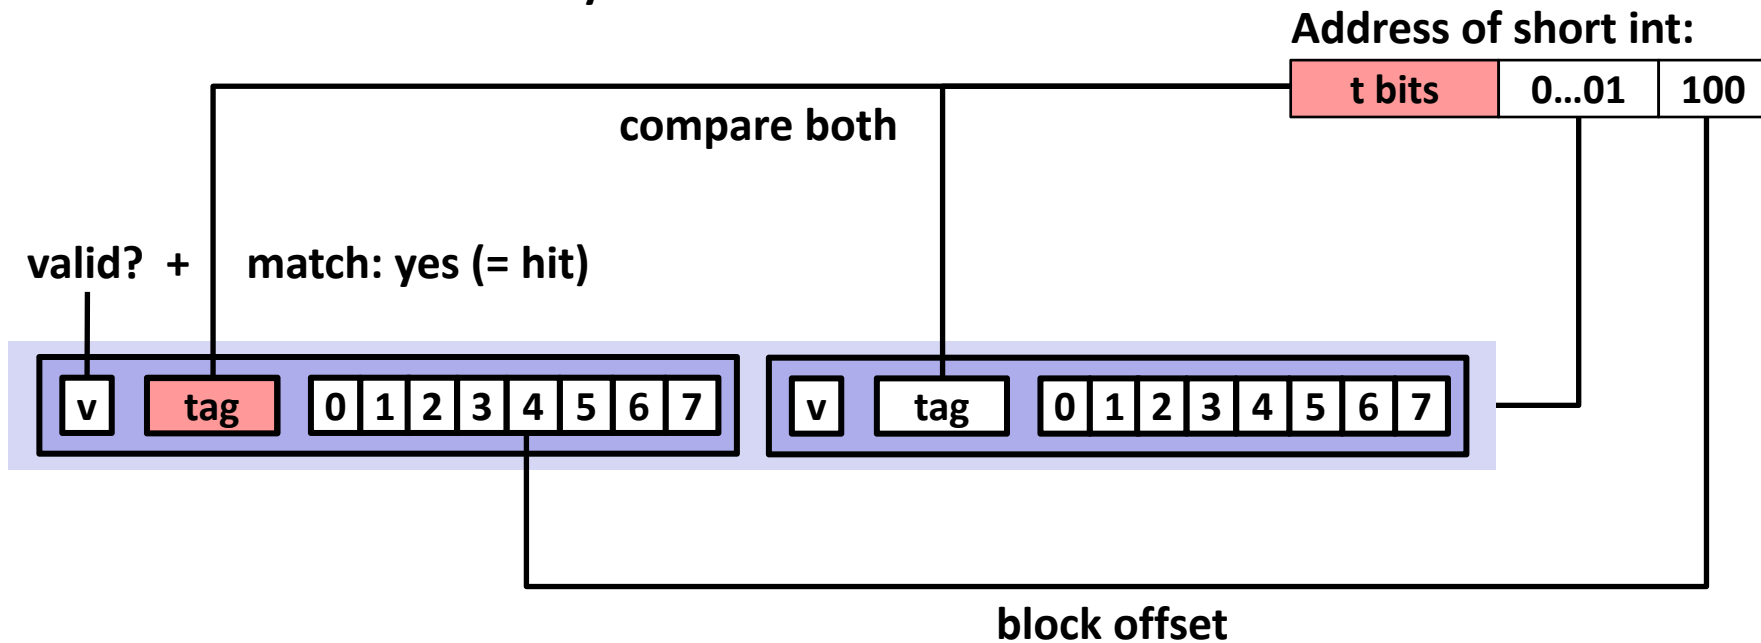 Address of short int:
t bits 0...01 100
compare both
valid? + match: yes (= hit)
v tag 0 1 2 3 4 5 6 7 v tag 0 1 2 3 4 5 6 7
block offset